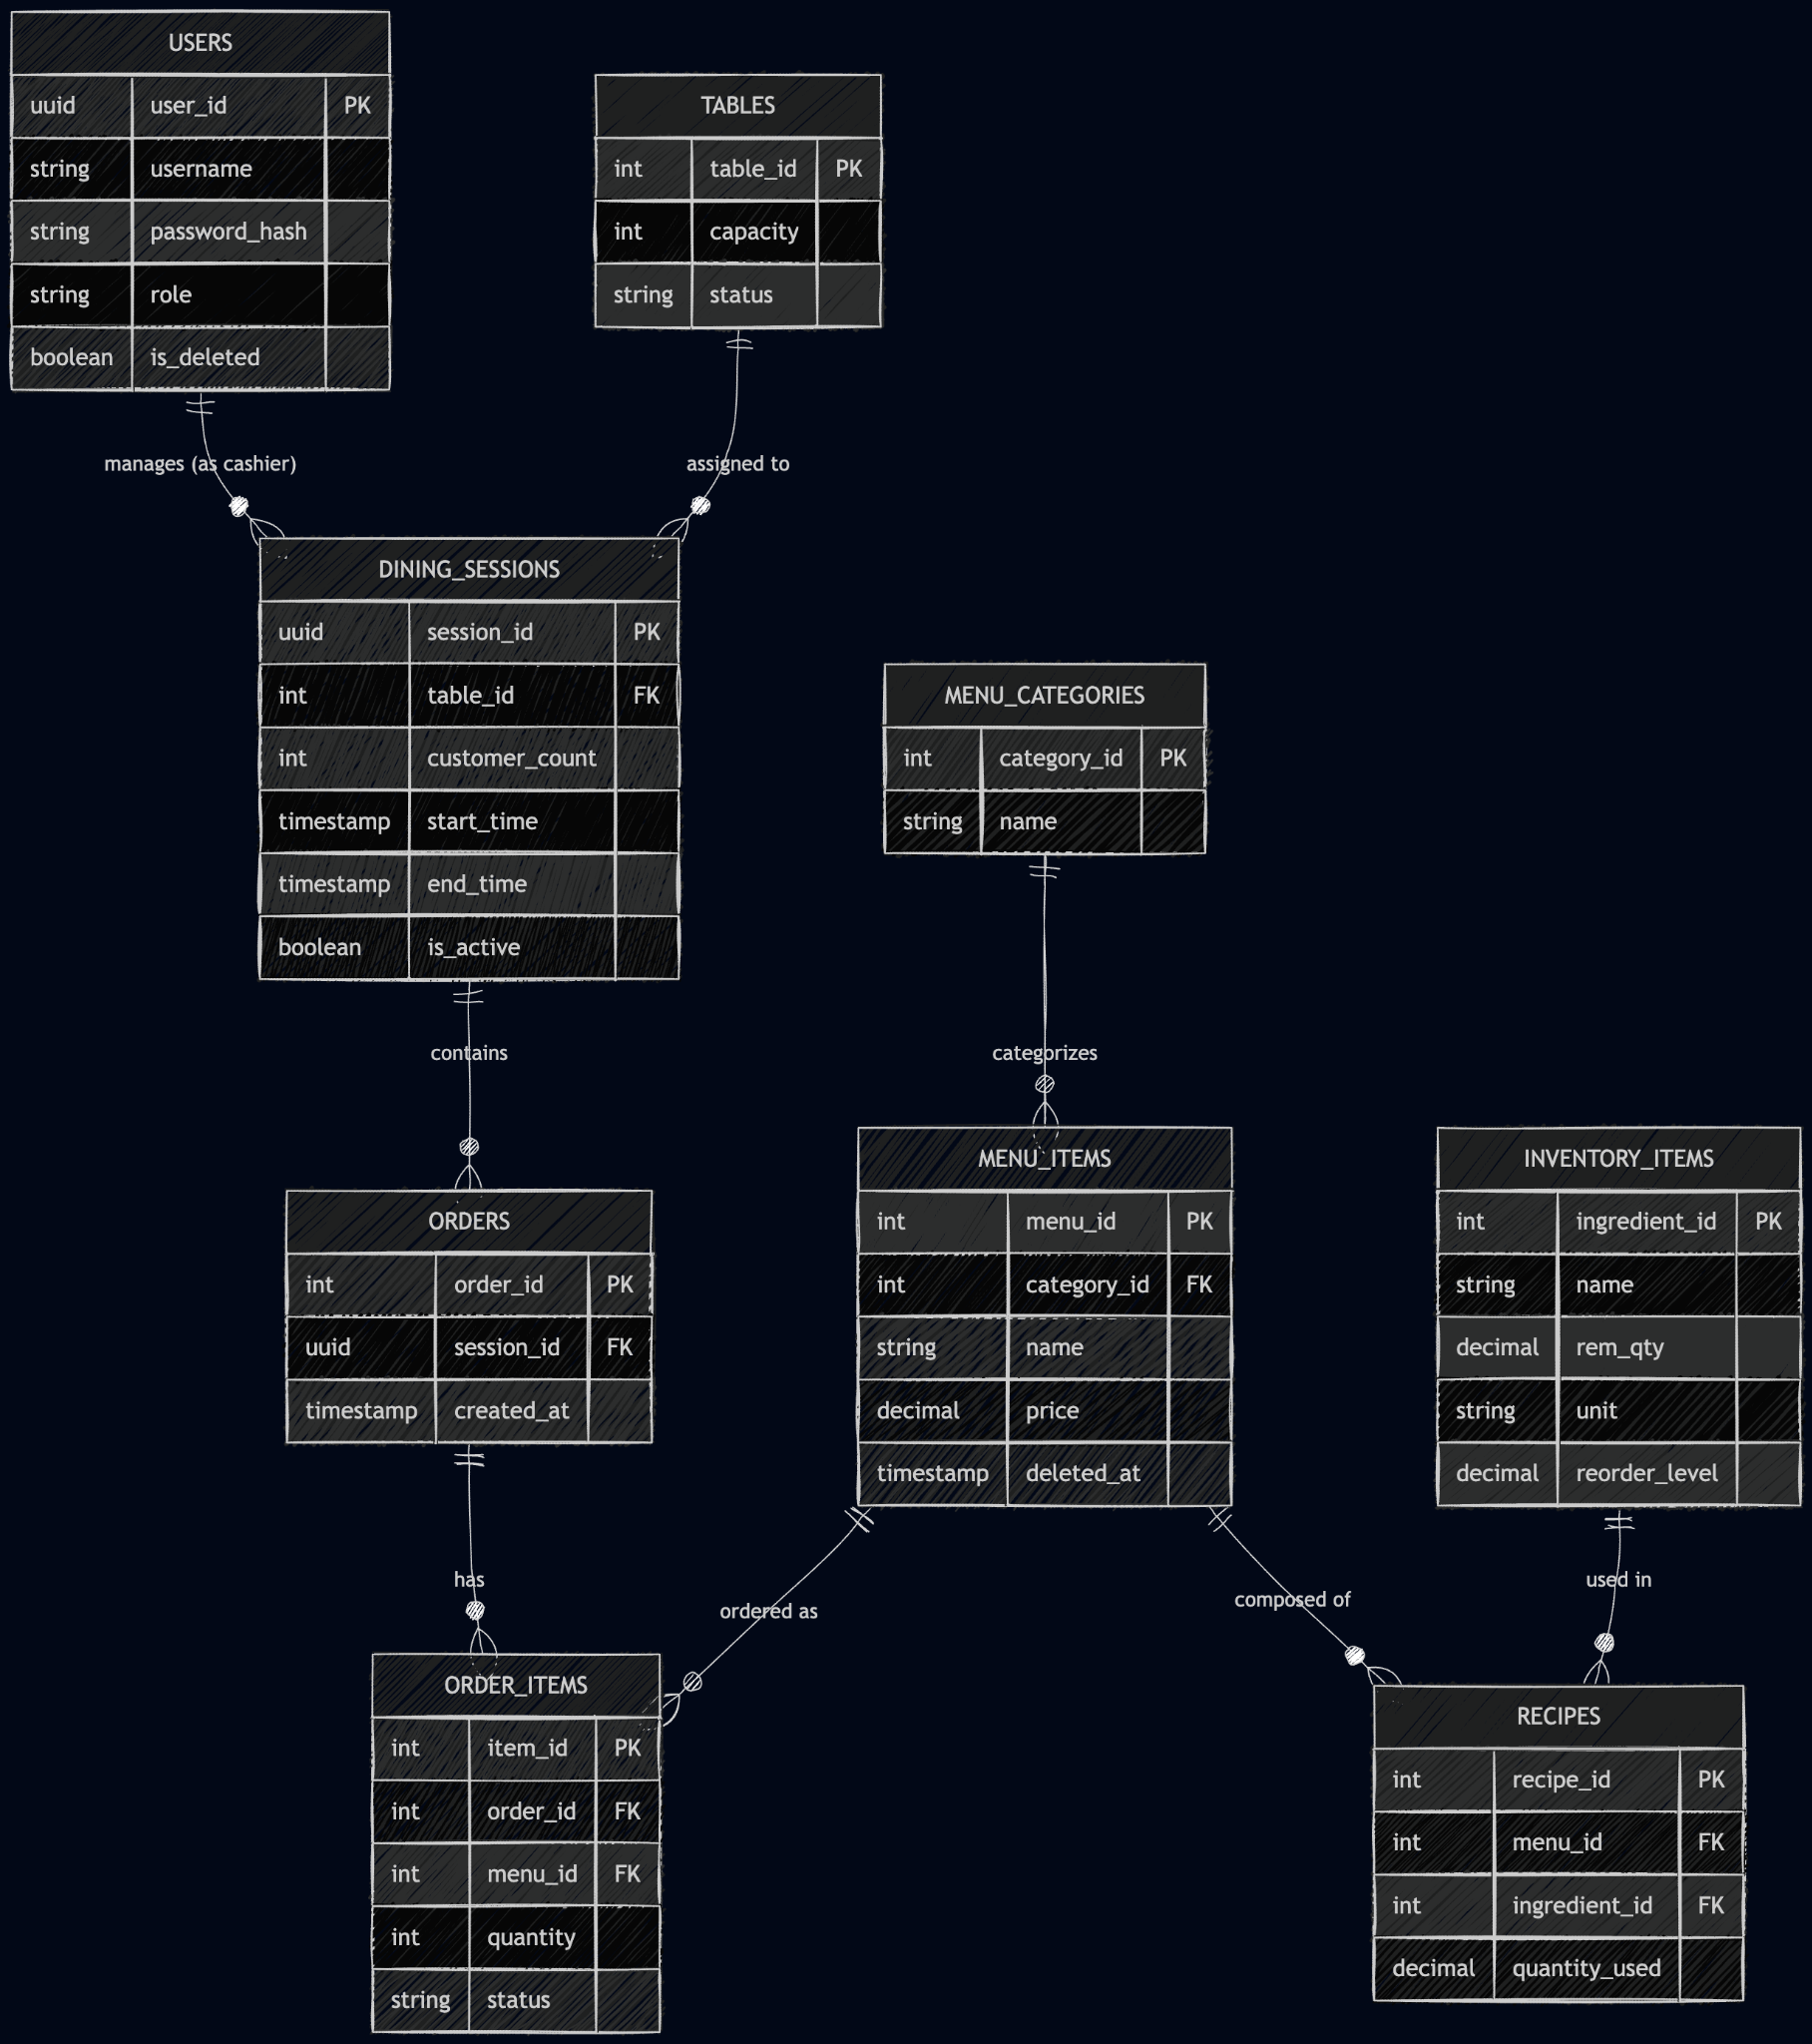 USERS
uuid user_id PK
string username
string password_hash
string role
boolean is_deleted
TABLES
int table_id PK
int capacity
string status
manages (as cashier)
assigned to
DINING_SESSIONS
uuid session_id PK
int table_id FK
int customer_count
timestamp start_time
timestamp end_time
boolean is_active
MENU_CATEGORIES
int category_id PK
string name
contains
categorizes
ORDERS
int order_id PK
uuid session_id FK
timestamp created_at
MENU_ITEMS
int menu_id PK
int category_id FK
string name
decimal price
timestamp deleted_at
INVENTORY_ITEMS
int ingredient_id PK
string name
decimal rem_qty
string unit
decimal reorder_level
has
ordered as
composed of
used in
ORDER_ITEMS
int item_id PK
int order_id FK
int menu_id FK
int quantity
string status
RECIPES
int recipe_id PK
int menu_id FK
int ingredient_id FK
decimal quantity_used